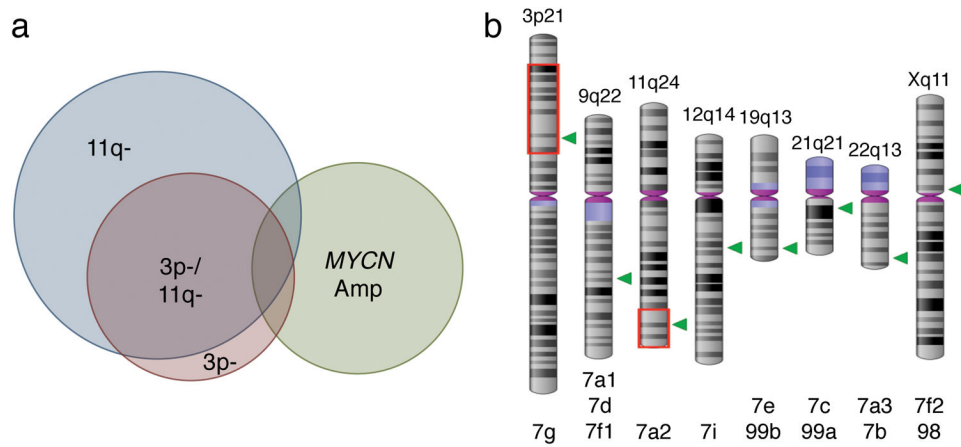 a
11q-
3p-/
11q-
3p-
MYCN
Amp
b
3p21
9q22
11q24
12q14
19q13
21q21
22q13
Xq11
7g
7a1
7d
7f1
7a2
7i
7e
99b
7c
99a
7a3
7b
7f2
98